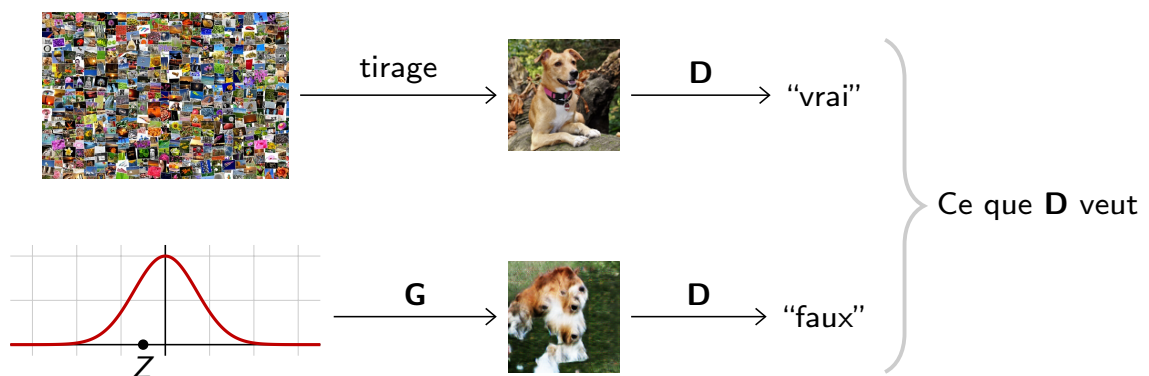 tirage
D
“vrai”
Ce que D veut
G
D
“faux”
Z